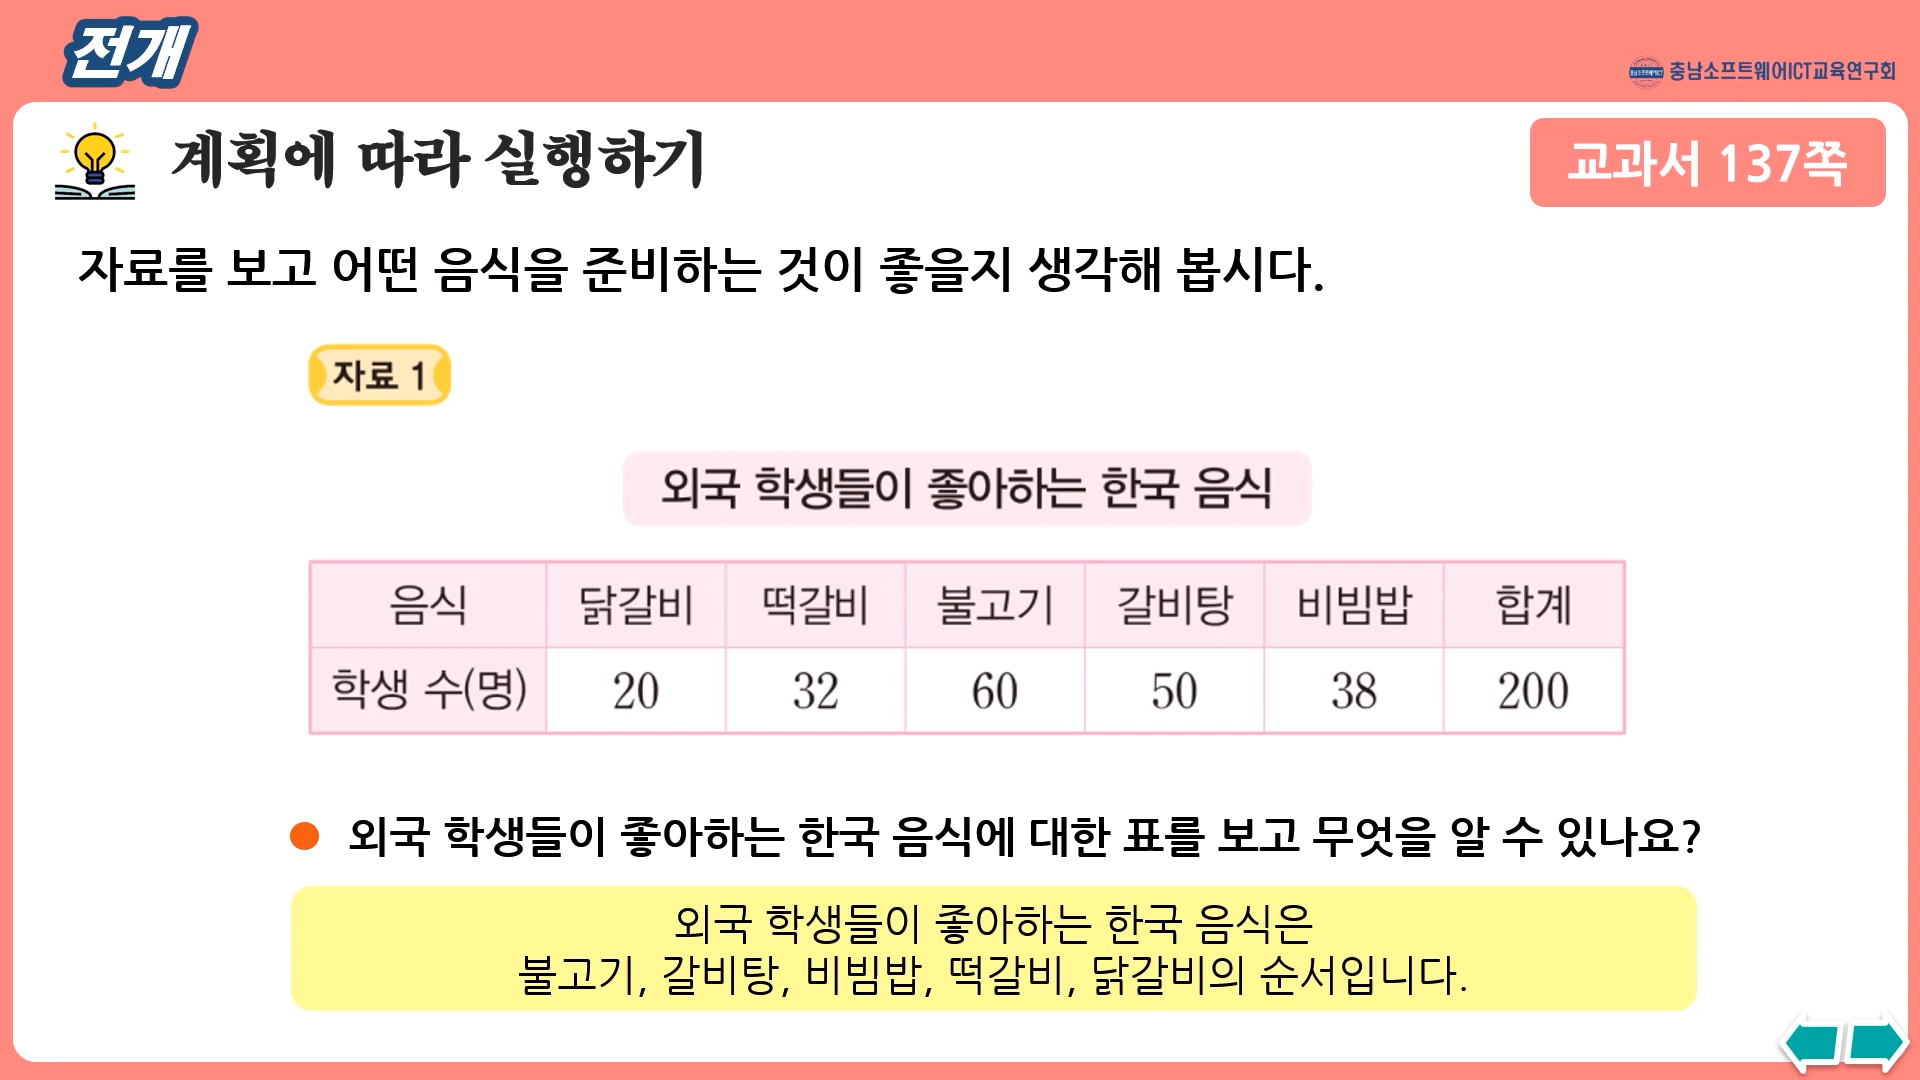 전개
충남소프트웨어ICT교육연구회
계획에 따라 실행하기
교과서 137쪽
자료를 보고 어떤 음식을 준비하는 것이 좋을지 생각해 봅시다.
자료 1
외국 학생들이 좋아하는 한국 음식
음식 닭갈비 떡갈비 불고기 갈비탕 비빔밥 합계
학생 수(명) 20 32 60 50 38 200
외국 학생들이 좋아하는 한국 음식에 대한 표를 보고 무엇을 알 수 있나요?
외국 학생들이 좋아하는 한국 음식은
불고기, 갈비탕, 비빔밥, 떡갈비, 닭갈비의 순서입니다.